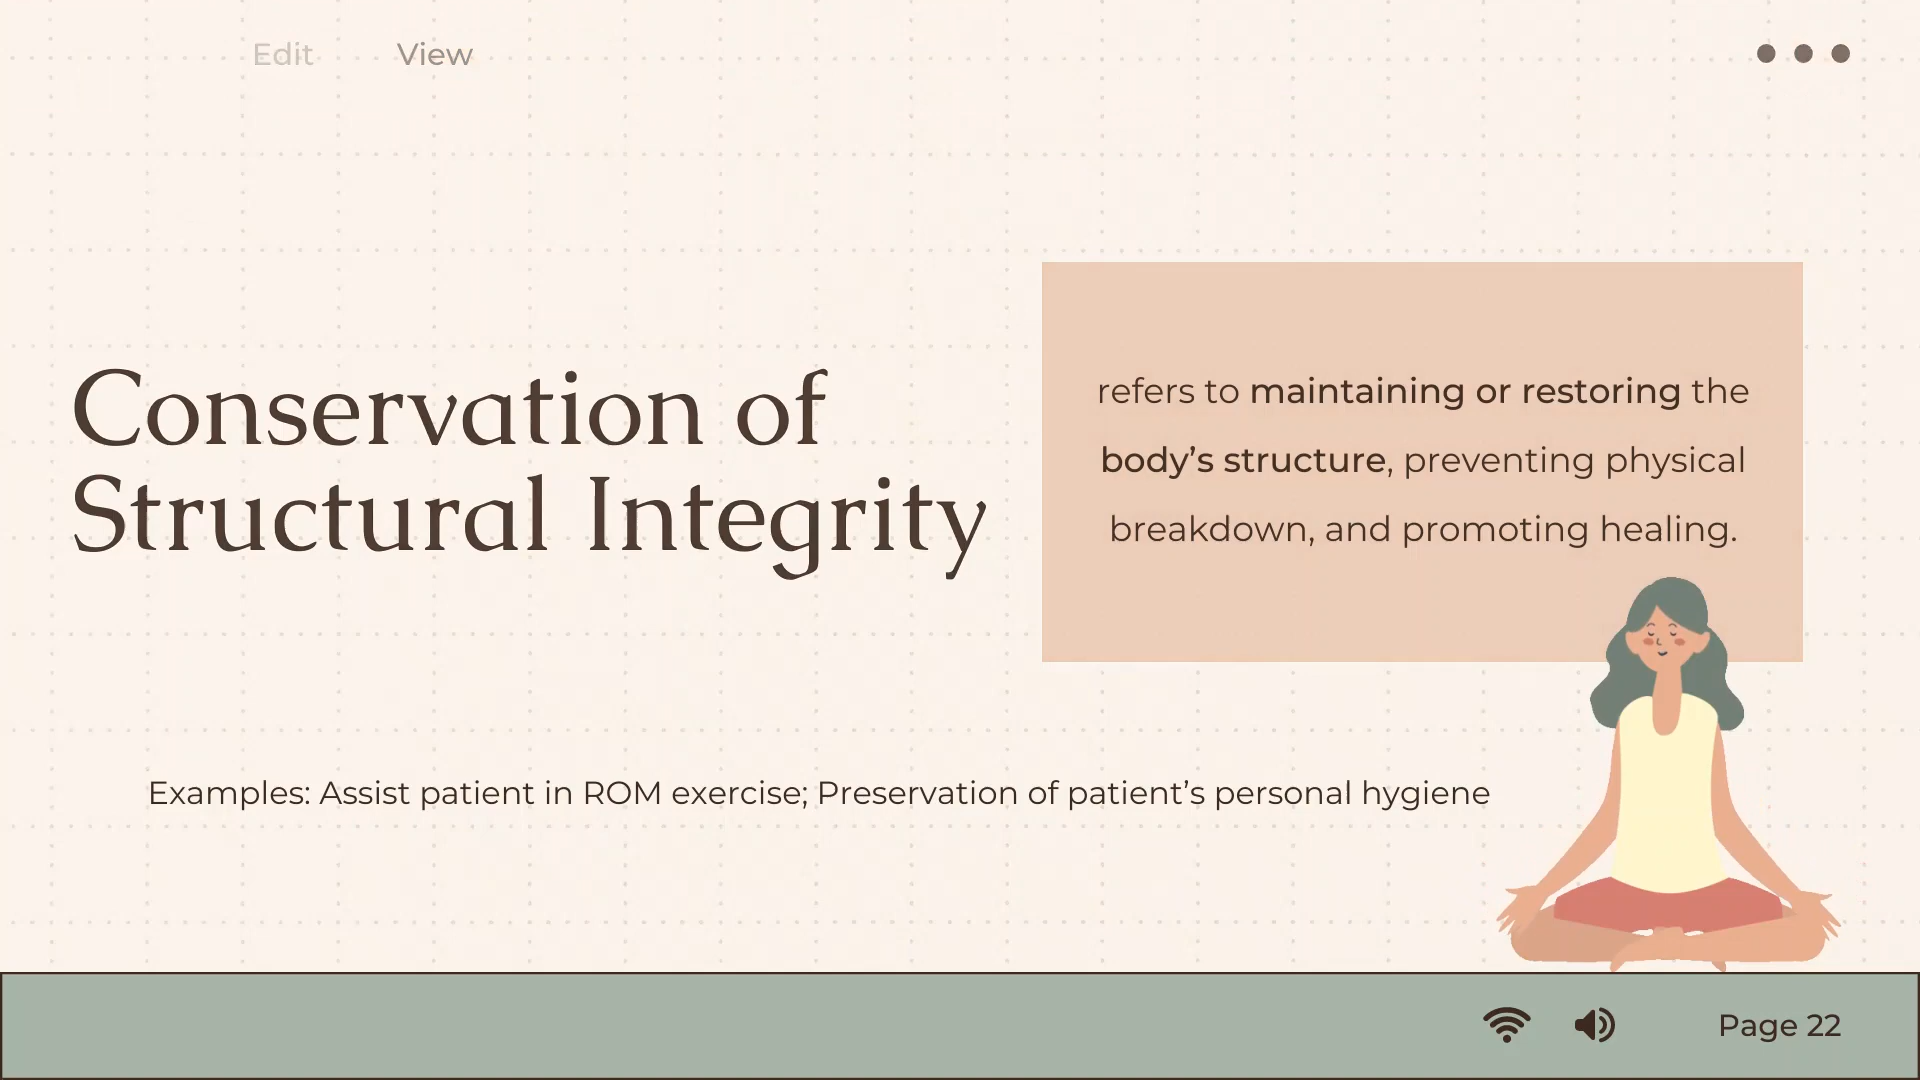 Edit View
Conservation of
Structural Integrity
refers to maintaining or restoring the
body’s structure, preventing physical
breakdown, and promoting healing.
Examples: Assist patient in ROM exercise; Preservation of patient’s personal hygiene
Page 22